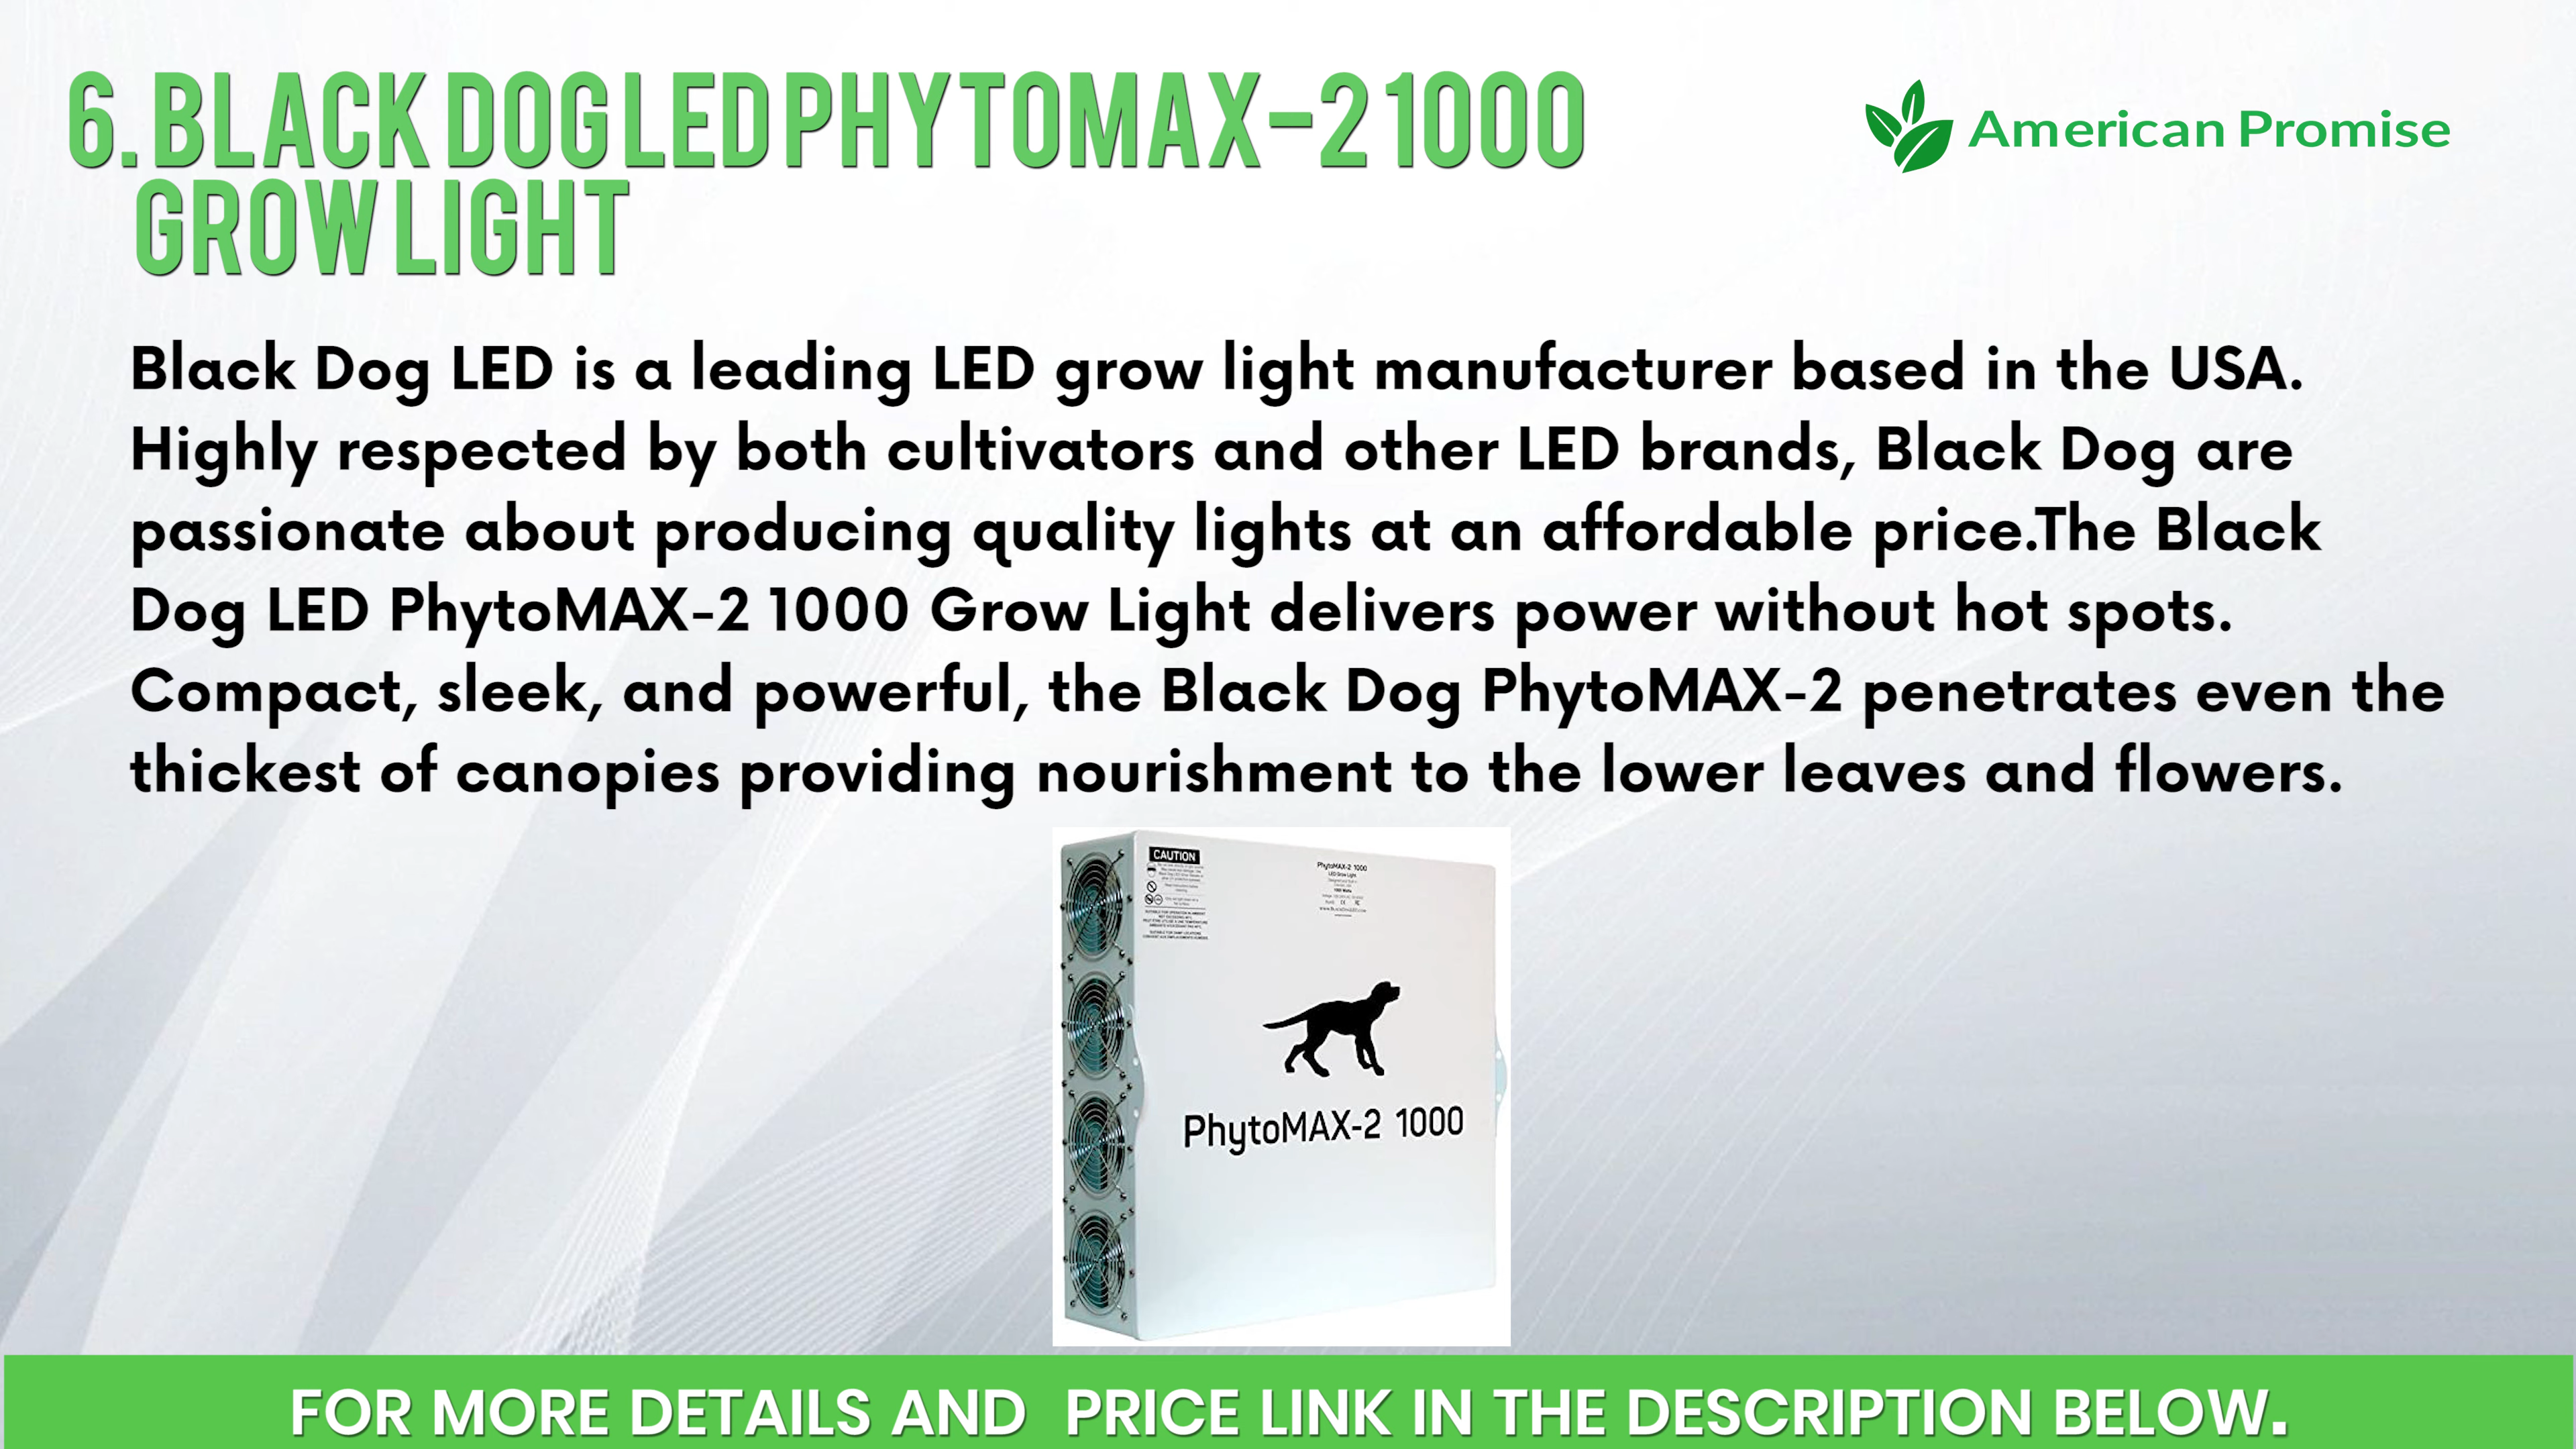 6. BLACK DOG LED PHYTOMAX-2 1000
GROW LIGHT
American Promise
Black Dog LED is a leading LED grow light manufacturer based in the USA.
Highly respected by both cultivators and other LED brands, Black Dog are
passionate about producing quality lights at an affordable price.The Black
Dog LED PhytoMAX-2 1000 Grow Light delivers power without hot spots.
Compact, sleek, and powerful, the Black Dog PhytoMAX-2 penetrates even the
thickest of canopies providing nourishment to the lower leaves and flowers.
CAUTION
PhytoMAX-2 1000
LED Grow Light
PhytoMAX-2 1000
FOR MORE DETAILS AND PRICE LINK IN THE DESCRIPTION BELOW.